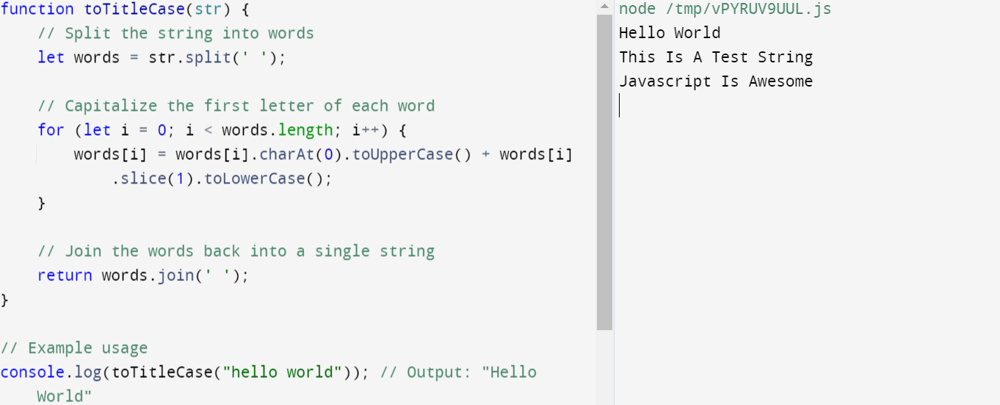 function toTitleCase(str) {
// Split the string into words
let words = str.split(' ');
// Capitalize the first letter of each word
for (let i = 0; i < words.length; i++) {
words[i] = words[i].charAt(0).toUpperCase() + words[i]
.slice(1).toLowerCase();
}
// Join the words back into a single string
return words.join(' ');
}
// Example usage
console.log(toTitleCase("hello world")); // Output: "Hello
World"
node /tmp/vPYRUV9UUL.js
Hello World
This Is A Test String
Javascript Is Awesome